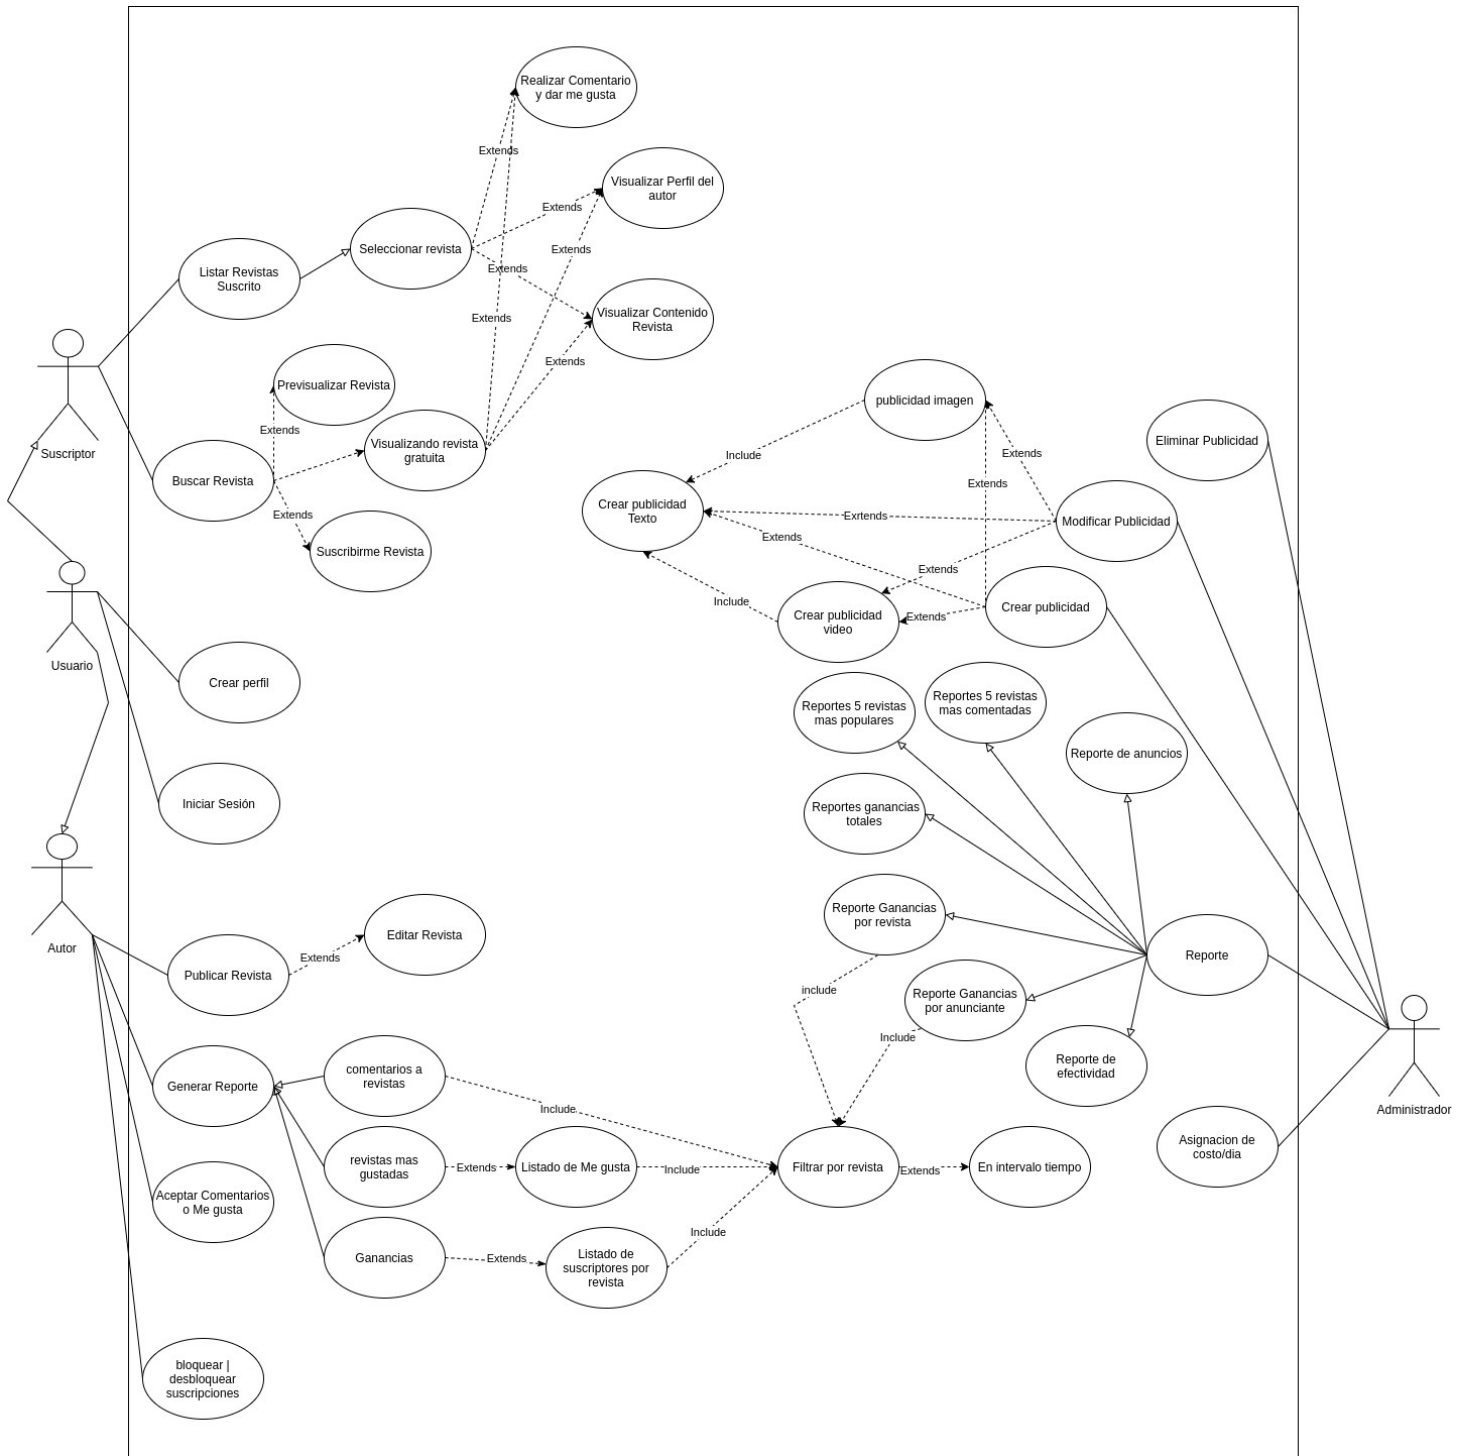 Realizar Comentario
y dar me gusta
Extends
Visualizar Perfil del
autor
Extends
Seleccionar revista
Extends
Listar Revistas
Suscrito
Extends
Visualizar Contenido
Revista
Extends
Extends
Previsualizar Revista
Extends
Visualizando revista
gratuita
Suscriptor
Buscar Revista
Extends
Suscribirme Revista
publicidad imagen
Include
Extends
Eliminar Publicidad
Extends
Crear publicidad
Texto
Exrtends
Modificar Publicidad
Extends
Extends
Include
Crear publicidad
video
Extends
Crear publicidad
Usuario
Crear perfil
Reportes 5 revistas
mas populares
Reportes 5 revistas
mas comentadas
Reporte de anuncios
Iniciar Sesión
Reportes ganancias
totales
Reporte Ganancias
por revista
Autor
Editar Revista
Extends
Publicar Revista
Reporte
include
Reporte Ganancias
por anunciante
Include
Reporte de
efectividad
Generar Reporte
comentarios a
revistas
Include
Administrador
Asignacion de
costo/dia
revistas mas
gustadas
Extends
Listado de Me gusta
Include
Filtrar por revista
Extends
En intervalo tiempo
Aceptar Comentarios
o Me gusta
Include
Ganancias
Extends
Listado de
suscriptores por
revista
bloquear |
desbloquear
suscripciones